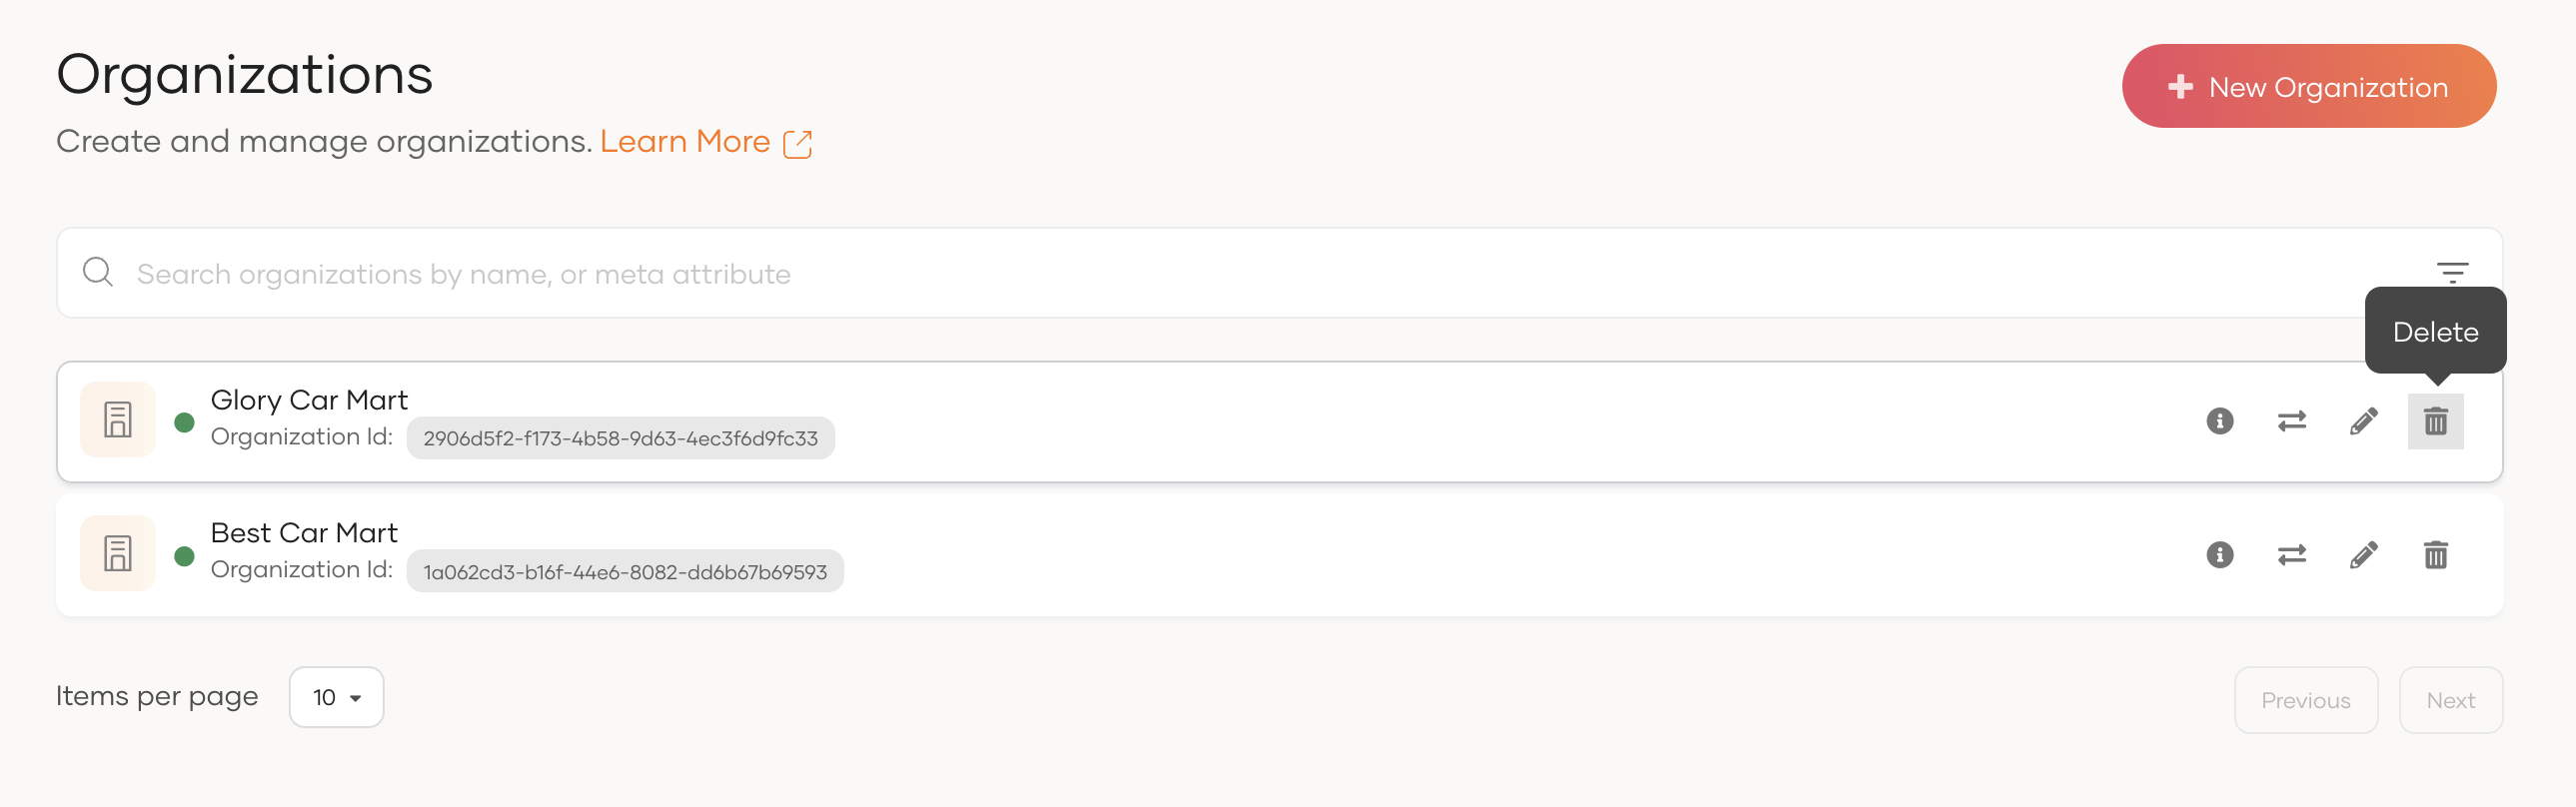 Organizations
New Organization
Create and manage organizations. Learn More
Search organizations by name, or meta attribute
Delete
Glory Car Mart
Organization Id: 2906d5f2-f173-4b58-9d63-4ec3f6d9fc33
Best Car Mart
Organization Id: 1a062cd3-b16f-44e6-8082-dd6b67b69593
Items per page 10 Previous Next